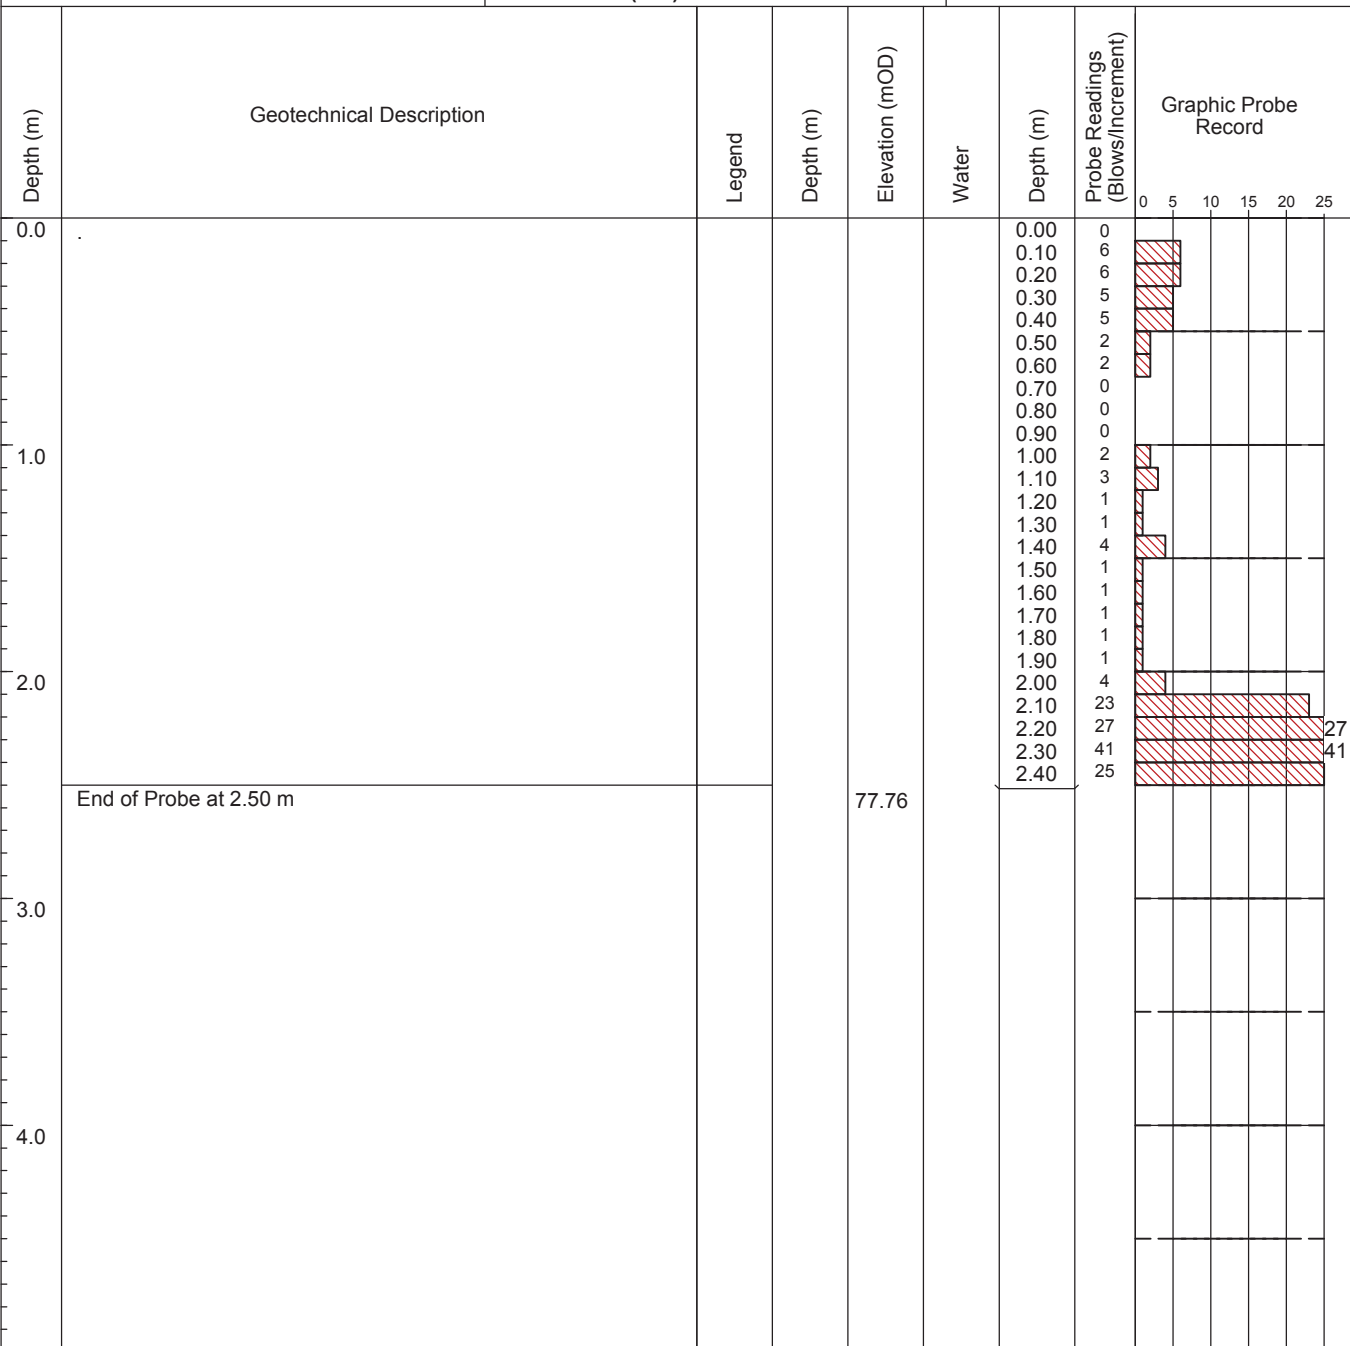 Depth (m)
Geotechnical Description
Legend
Depth (m)
Elevation (mOD)
Water
Depth (m)
Probe Readings
(Blows/Increment)
Graphic Probe
Record
0 5 10 15 20 25
0.0 . 0.00 0
0.10 6
0.20 6
0.30 5
0.40 5
0.50 2
0.60 2
0.70 0
0.80 0
0.90 0
1.0 1.00 2
1.10 3
1.20 1
1.30 1
1.40 4
1.50 1
1.60 1
1.70 1
1.80 1
1.90 1
2.0 2.00 4
2.10 23
2.20 27 27
2.30 41 41
2.40 25
End of Probe at 2.50 m 77.76
3.0
4.0